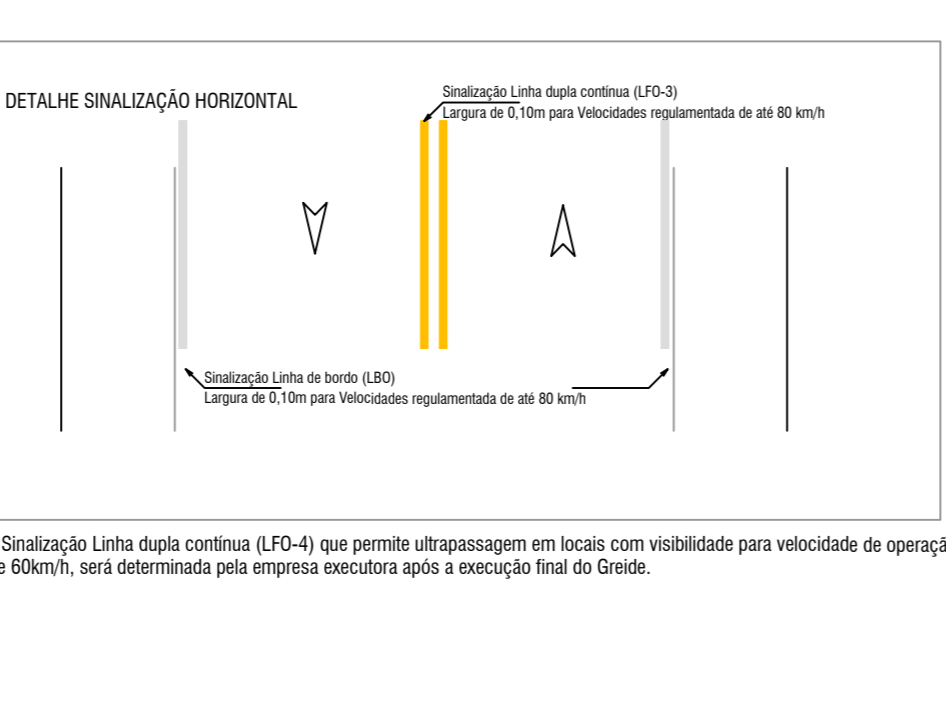 DETALHE SINALIZAÇÃO HORIZONTAL
Sinalização Linha dupla contínua (LFO-3)
Largura de 0,10m para Velocidades regulamentada de até 80 km/h
Sinalização Linha de bordo (LBO)
Largura de 0,10m para Velocidades regulamentada de até 80 km/h
Sinalização Linha dupla contínua (LFO-4) que permite ultrapassagem em locais com visibilidade para velocidade de operaçã
e 60km/h, será determinada pela empresa executora após a execução final do Greide.